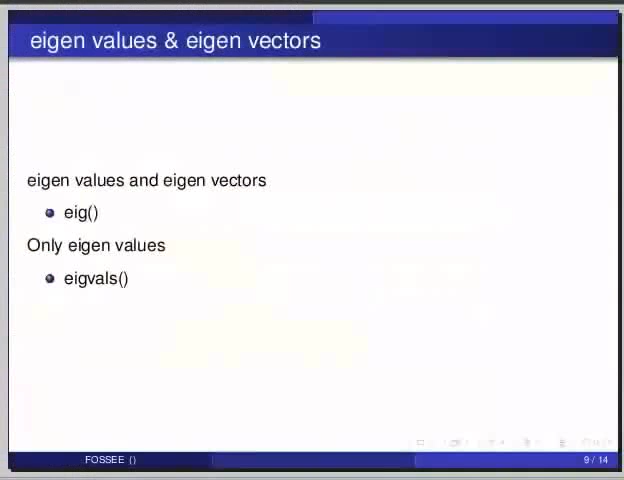 eigen values & eigen vectors
eigen values and eigen vectors
eig()
Only eigen values
eigvals()
FOSSEE ()
9 / 14